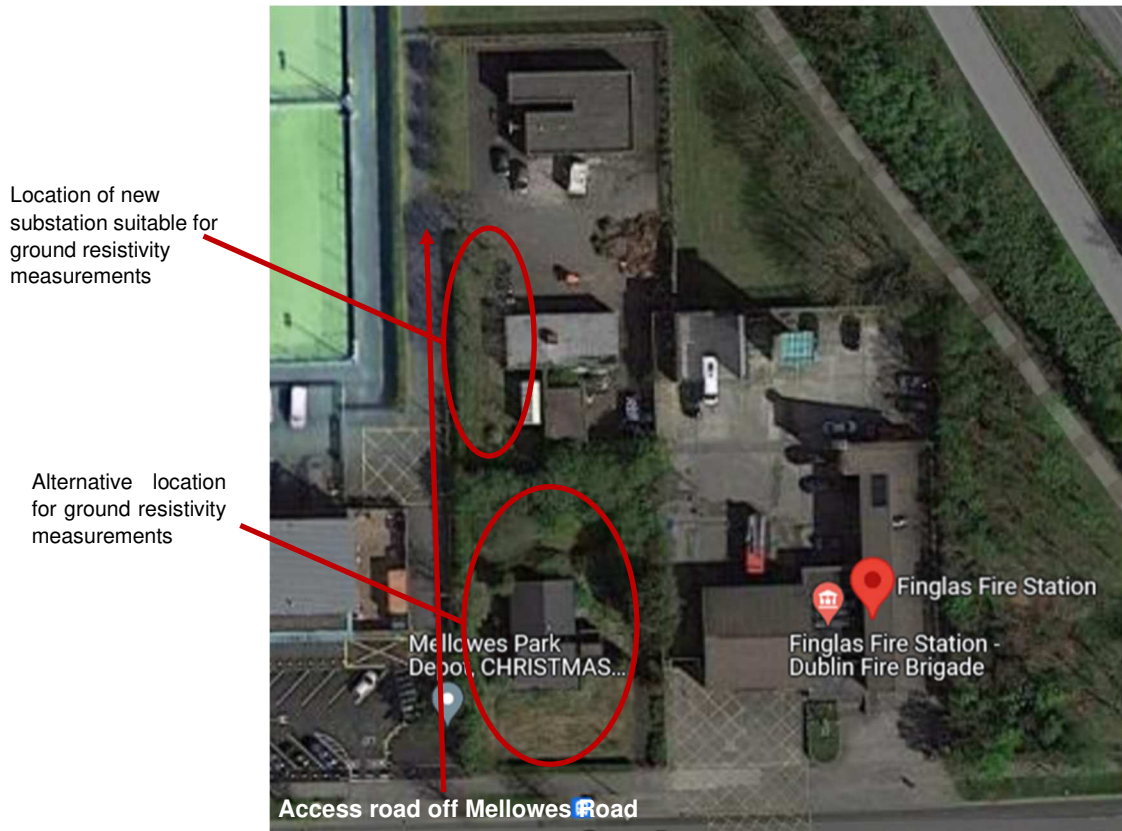 Location of new
substation suitable for
ground resistivity
measurements
Alternative location
for ground resistivity
measurements
Finglas Fire Station
Finglas Fire Station -
Dublin Fire Brigade
Mellowes Park
Depot, CHRISTMAS...
Access road off Mellowes Road